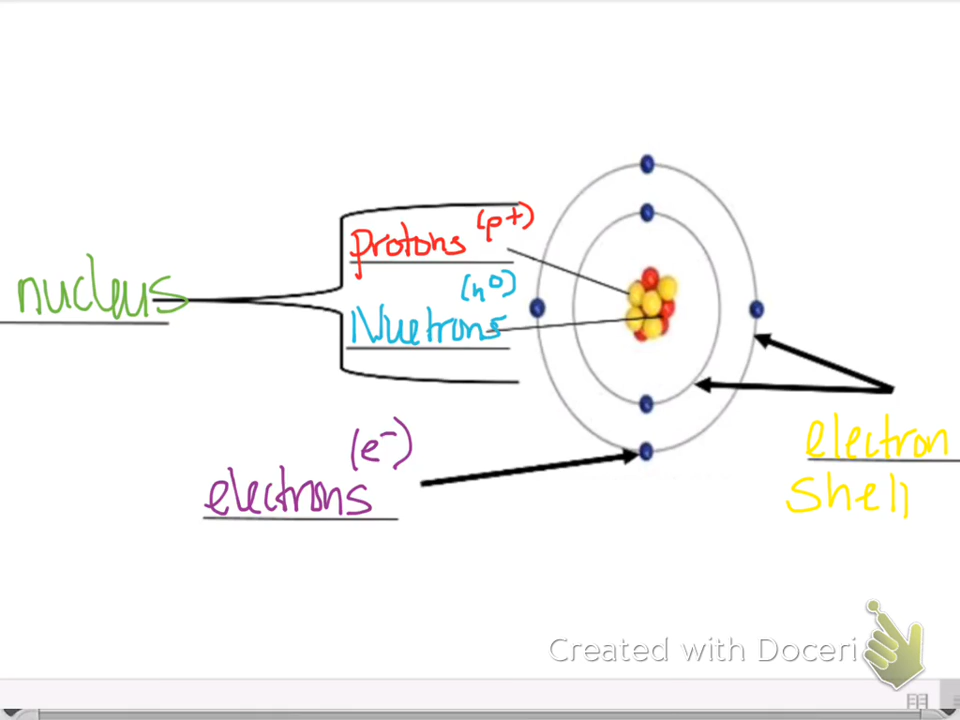 protons (p+)
(n⁰)
nucleus
Nuetrons
(e⁻)
electrons
electron
shell
Created with Doceri